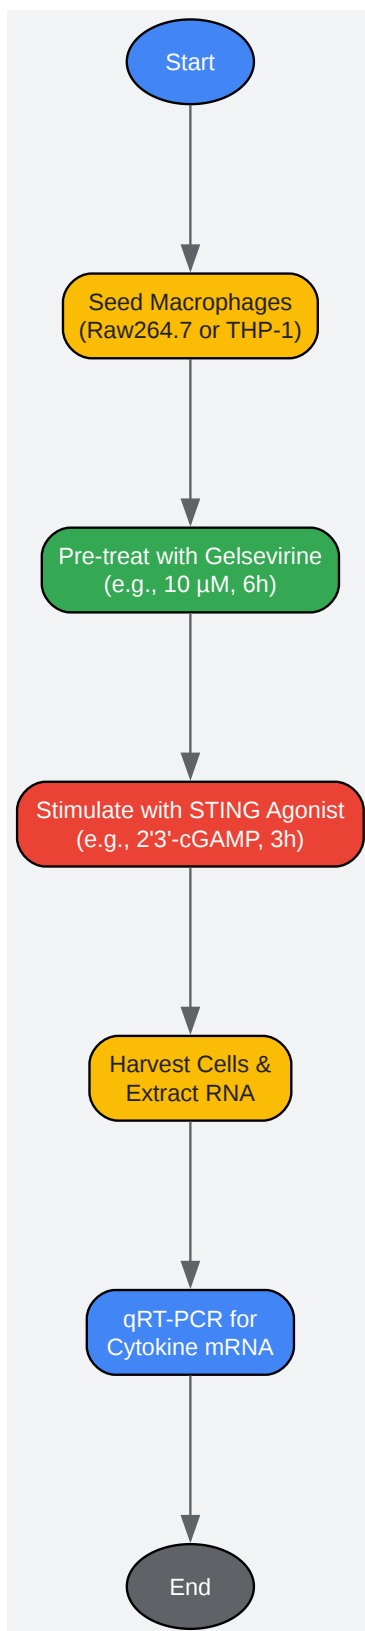 Start
Seed Macrophages
(Raw264.7 or THP-1)
Pre-treat with Gelsevirine
(e.g., 10 µM, 6h)
Stimulate with STING Agonist
(e.g., 2'3'-cGAMP, 3h)
Harvest Cells &
Extract RNA
qRT-PCR for
Cytokine mRNA
End